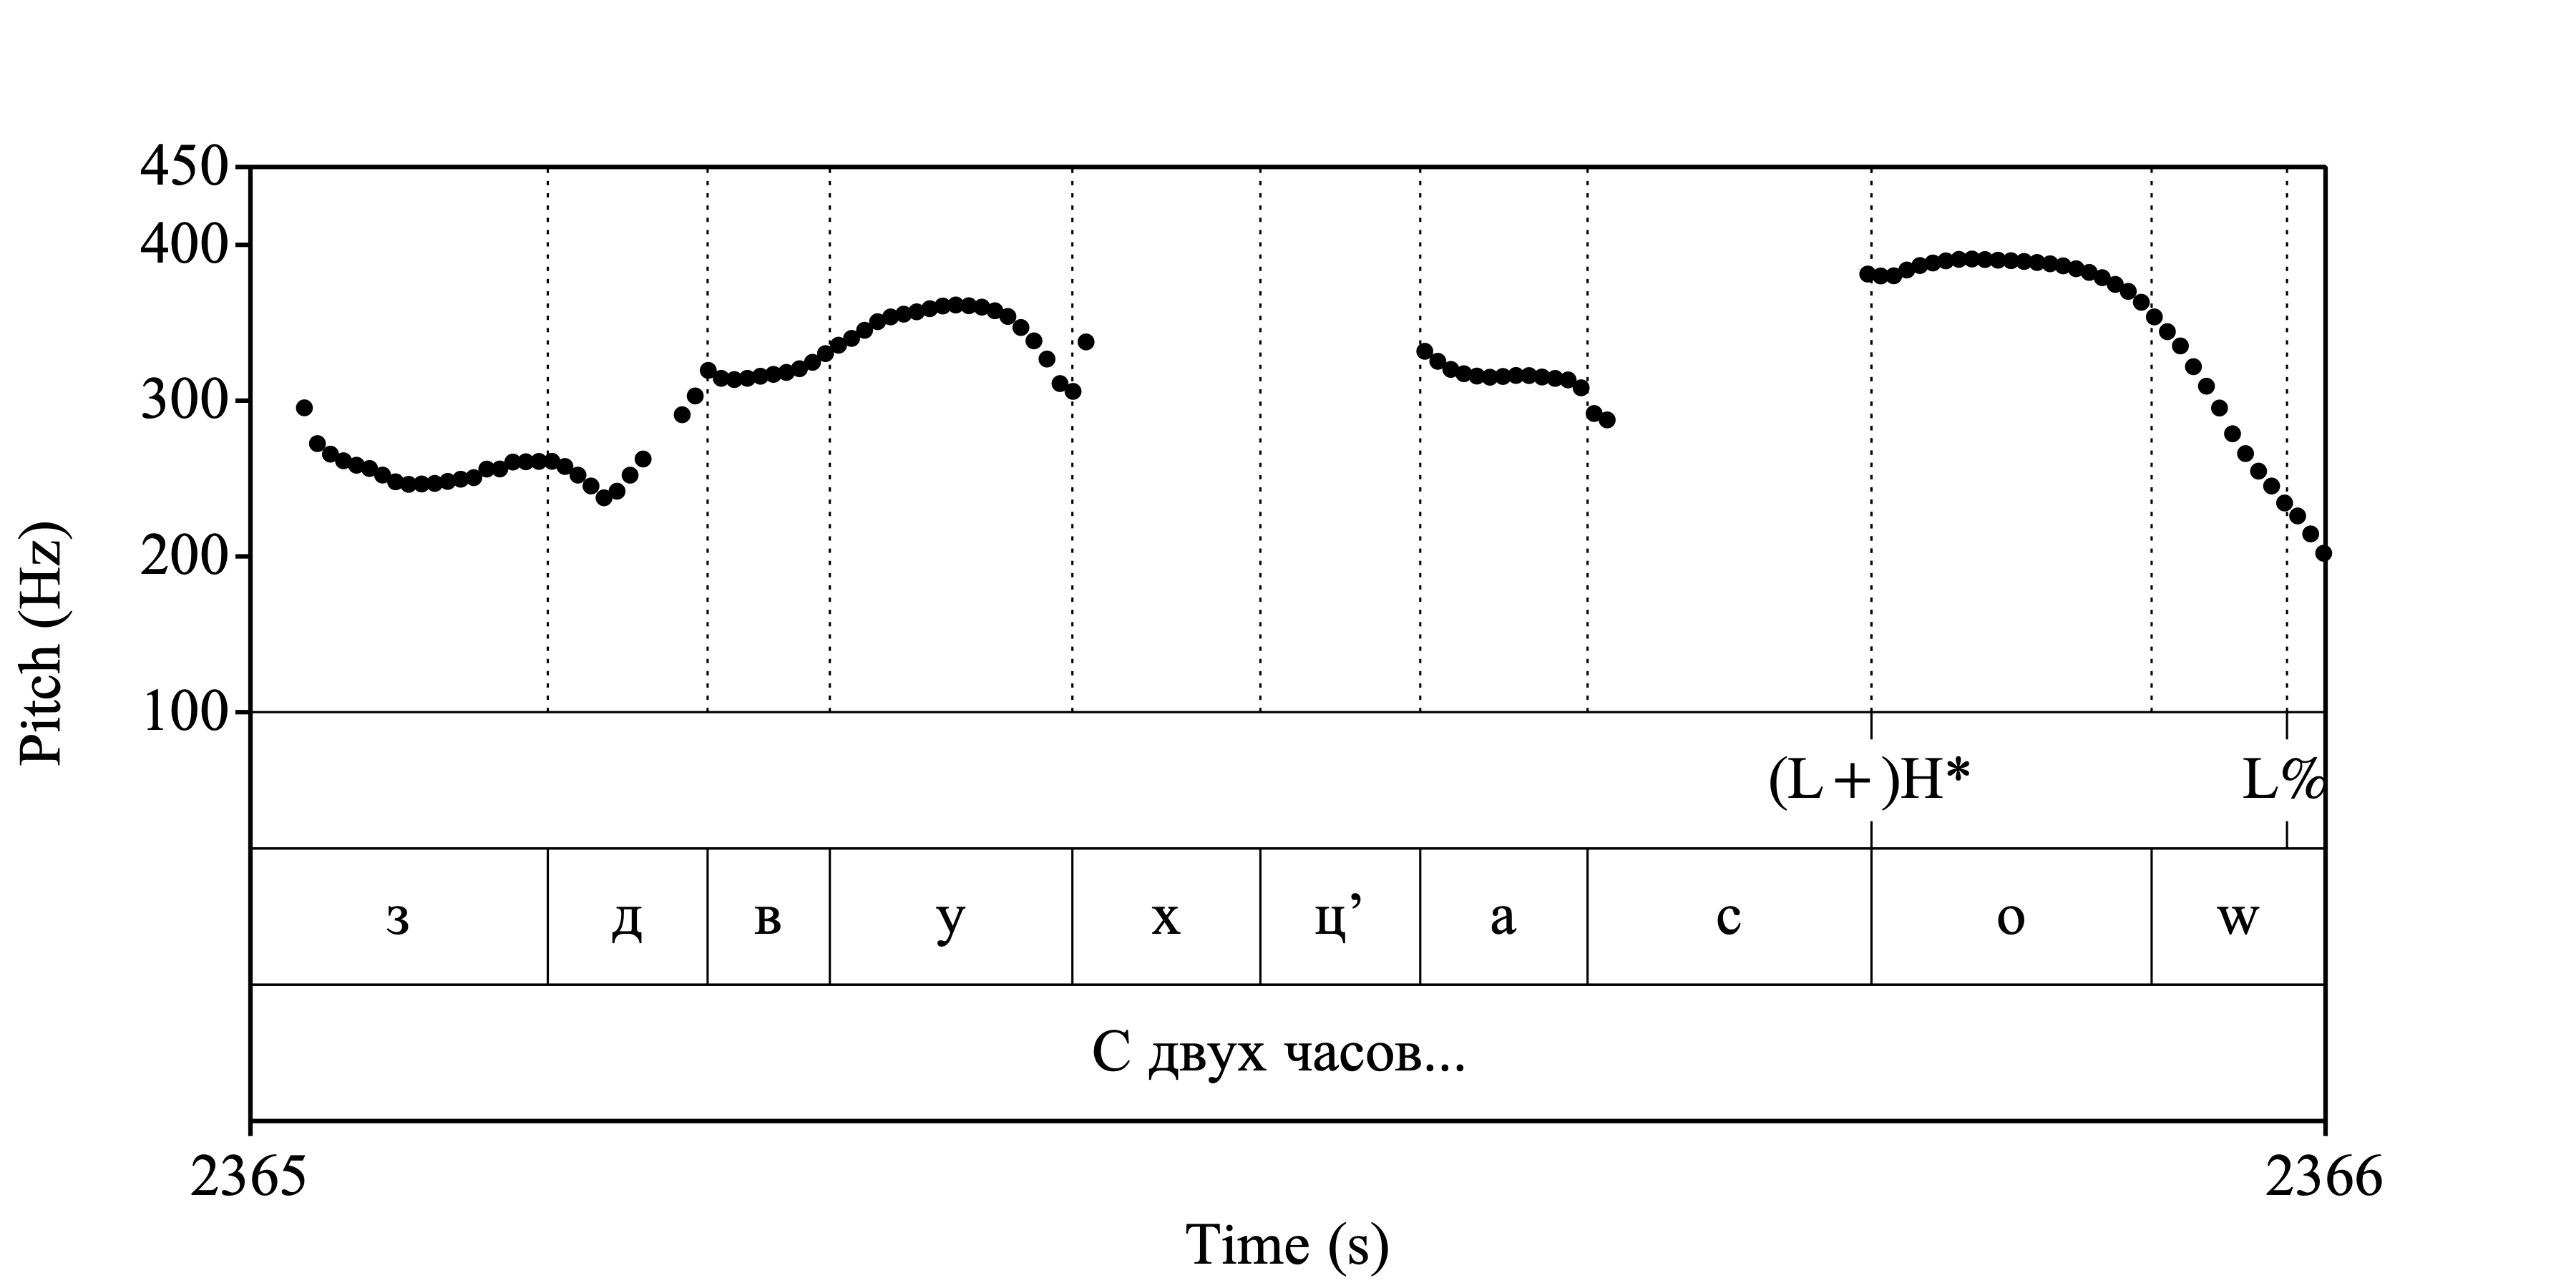 450
400
300
200
100
Pitch (Hz)
(L+)H* L%
з д в у х ц’ а с о w
С двух часов...
2365 2366
Time (s)